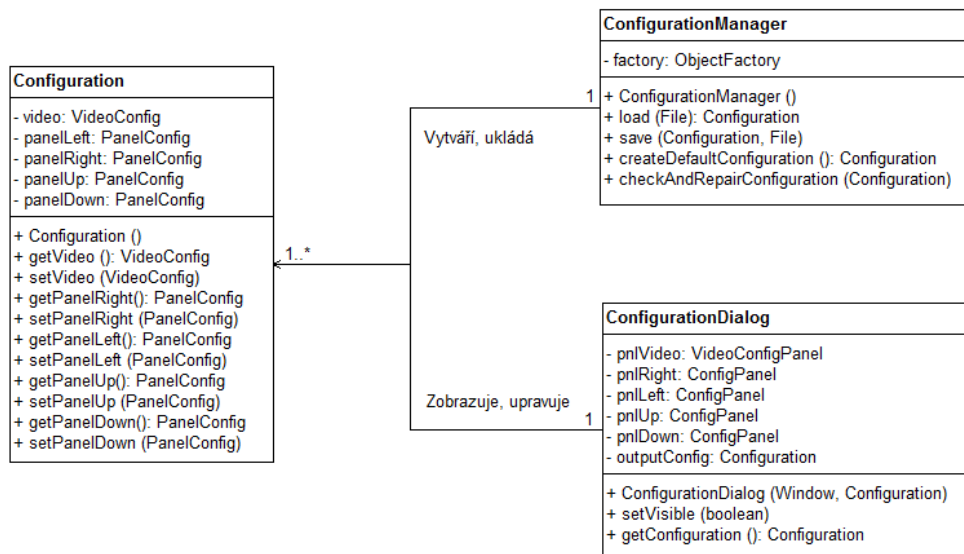 Configuration
- video: VideoConfig
- panelLeft: PanelConfig
- panelRight: PanelConfig
- panelUp: PanelConfig
- panelDown: PanelConfig
+ Configuration ()
+ getVideo (): VideoConfig
+ setVideo (VideoConfig)
+ getPanelRight(): PanelConfig
+ setPanelRight (PanelConfig)
+ getPanelLeft(): PanelConfig
+ setPanelLeft (PanelConfig)
+ getPanelUp(): PanelConfig
+ setPanelUp (PanelConfig)
+ getPanelDown(): PanelConfig
+ setPanelDown (PanelConfig)
1..*
Vytváří, ukládá
1
Zobrazuje, upravuje
1
ConfigurationManager
- factory: ObjectFactory
+ ConfigurationManager ()
+ load (File): Configuration
+ save (Configuration, File)
+ createDefaultConfiguration (): Configuration
+ checkAndRepairConfiguration (Configuration)
ConfigurationDialog
- pnlVideo: VideoConfigPanel
- pnlRight: ConfigPanel
- pnlLeft: ConfigPanel
- pnlUp: ConfigPanel
- pnlDown: ConfigPanel
- outputConfig: Configuration
+ ConfigurationDialog (Window, Configuration)
+ setVisible (boolean)
+ getConfiguration (): Configuration